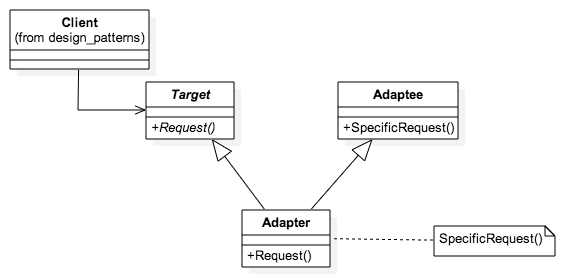 Client
(from design_patterns)
Target
+Request()
Adaptee
+SpecificRequest()
Adapter
+Request()
SpecificRequest()